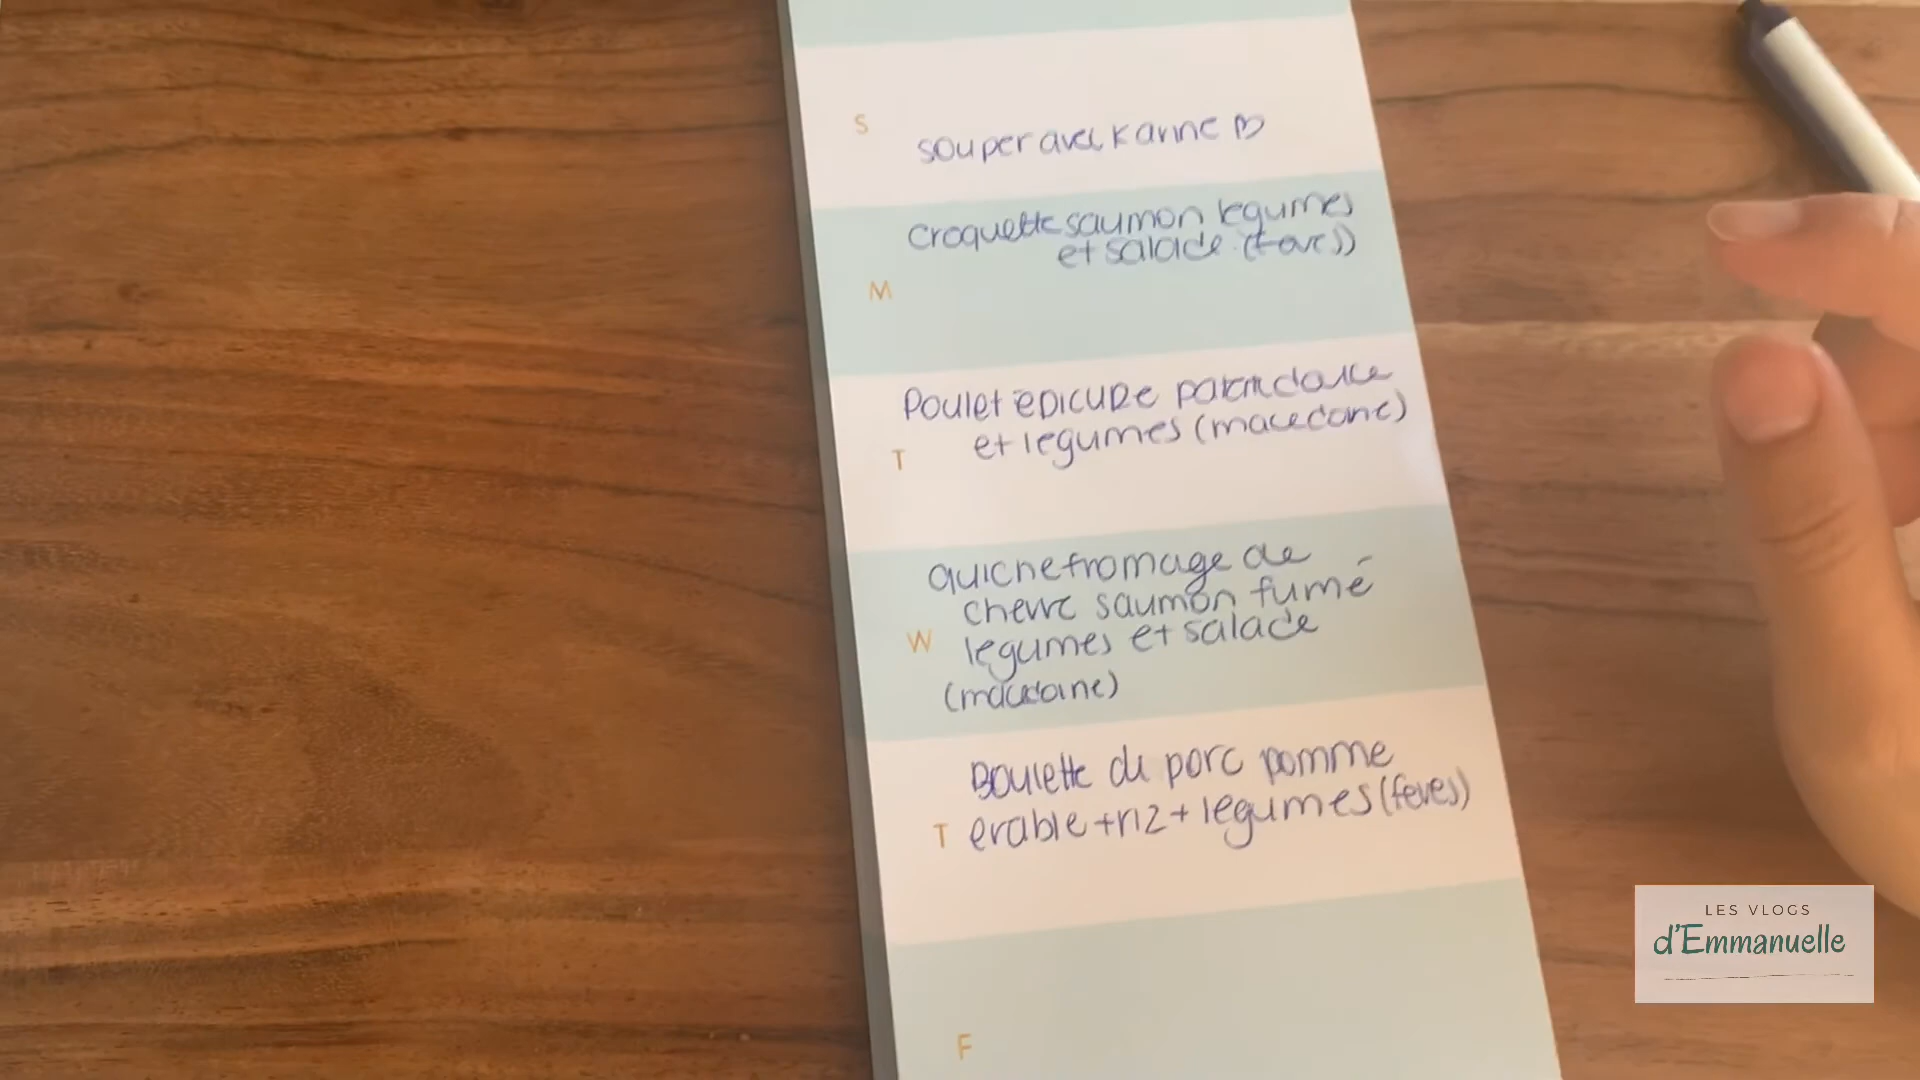 S
souper avec Karine
croquette saumon legumes
et salade (feves)
M
Poulet epicure patate douce
et legumes (macedoine)
T
quiche fromage de
chevre saumon fumé
W
legumes et salade
(macedoine)
Boulette de porc pomme
T
erable + riz + legumes (feves)
F
LES VLOGS
d'Emmanuelle